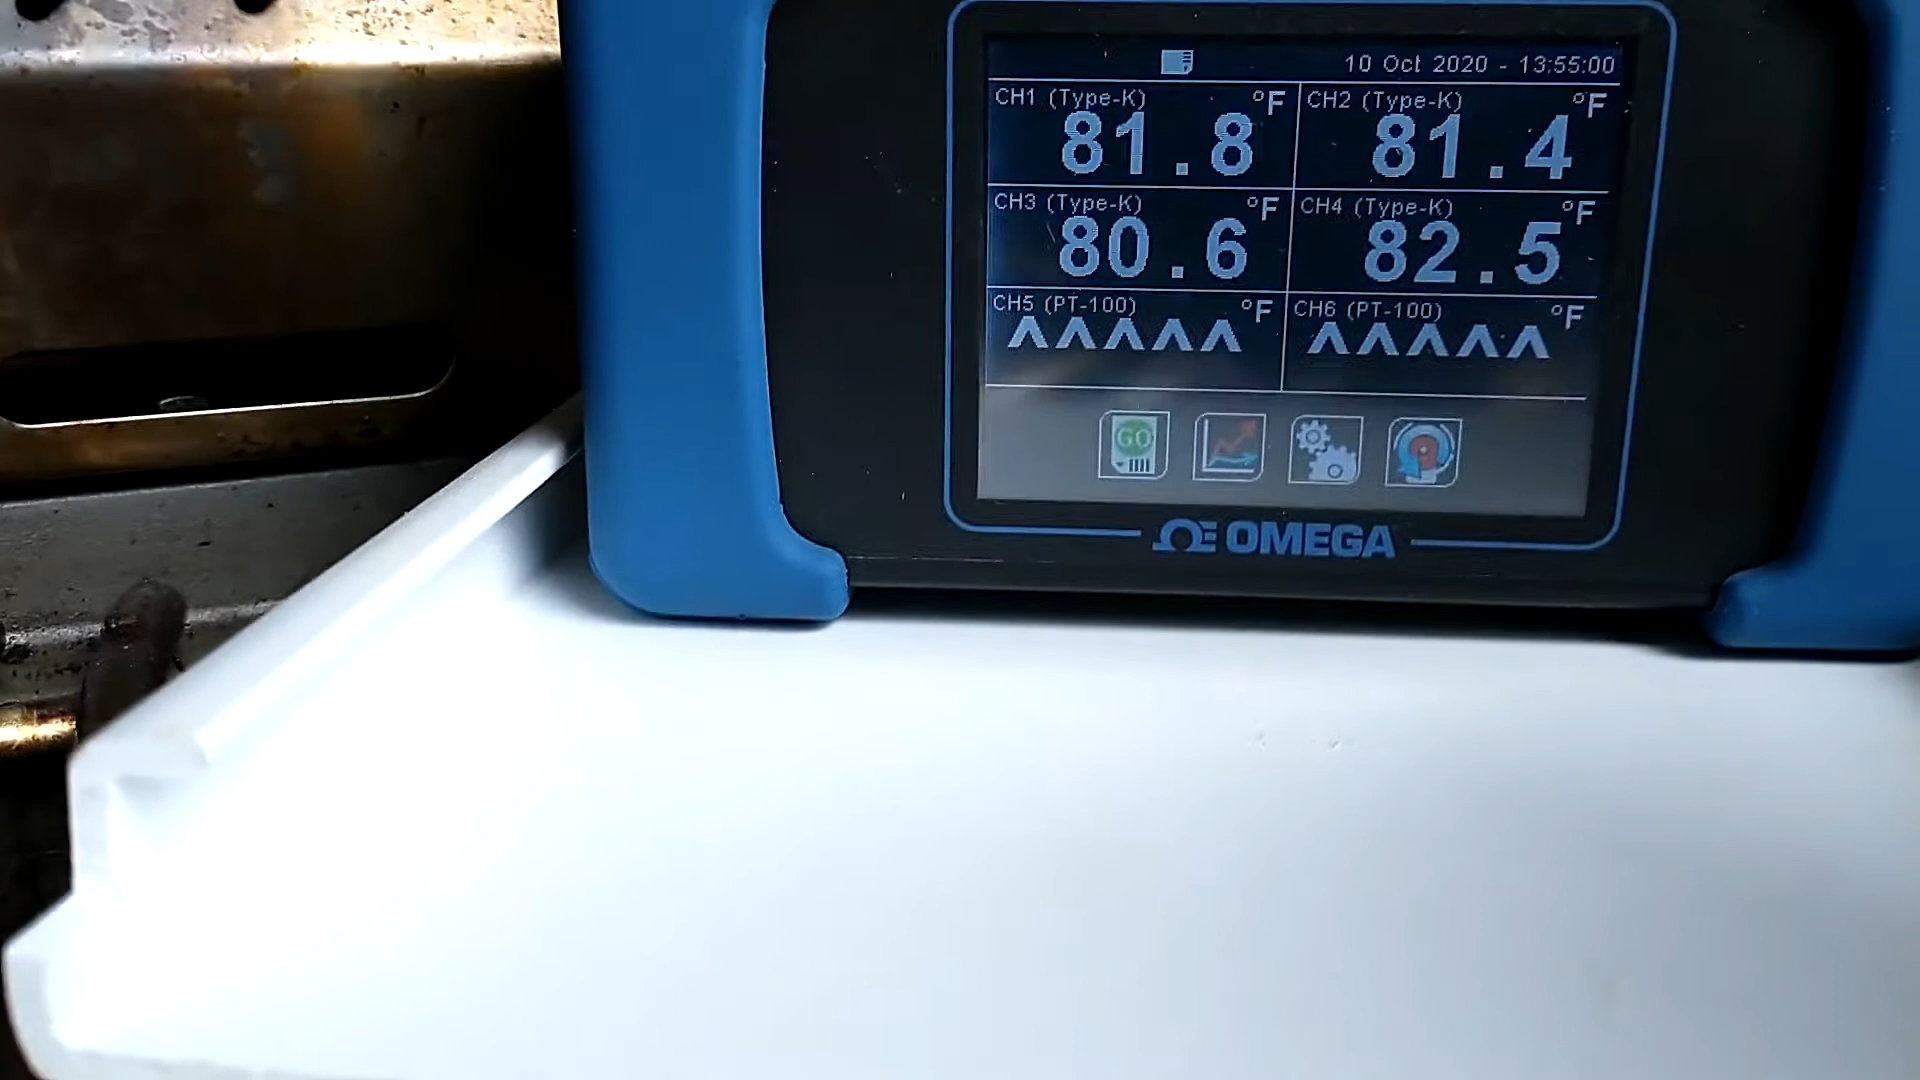 10 Oct 2020 - 13:55:00
CH1 (Type-K) °F
81.8
CH2 (Type-K) °F
81.4
CH3 (Type-K) °F
80.6
CH4 (Type-K) °F
82.5
CH5 (PT-100) °F
^^^^^
CH6 (PT-100) °F
^^^^^
GO
OMEGA